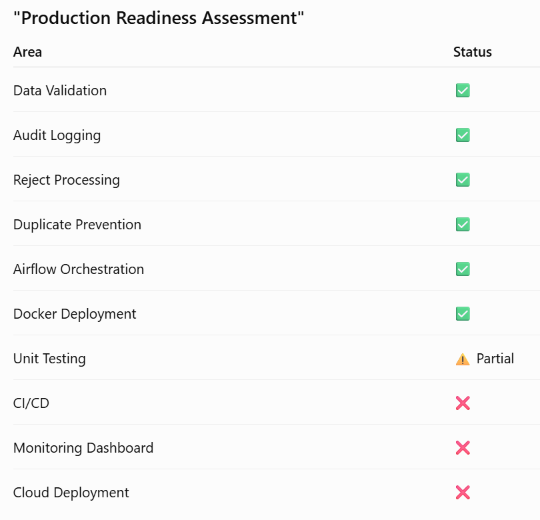 "Production Readiness Assessment"
Area Status
Data Validation ✅
Audit Logging ✅
Reject Processing ✅
Duplicate Prevention ✅
Airflow Orchestration ✅
Docker Deployment ✅
Unit Testing ⚠️ Partial
CI/CD ❌
Monitoring Dashboard ❌
Cloud Deployment ❌